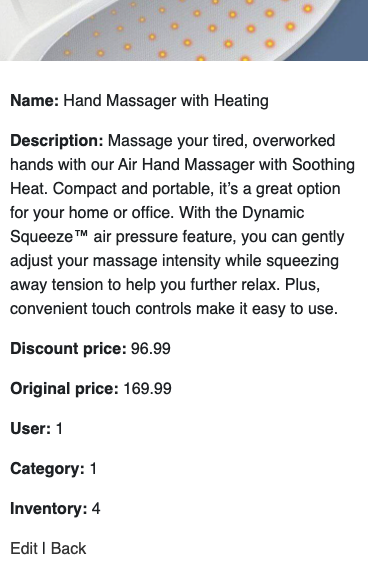 Name: Hand Massager with Heating
Description: Massage your tired, overworked
hands with our Air Hand Massager with Soothing
Heat. Compact and portable, it’s a great option
for your home or office. With the Dynamic
Squeeze™ air pressure feature, you can gently
adjust your massage intensity while squeezing
away tension to help you further relax. Plus,
convenient touch controls make it easy to use.
Discount price: 96.99
Original price: 169.99
User: 1
Category: 1
Inventory: 4
Edit | Back